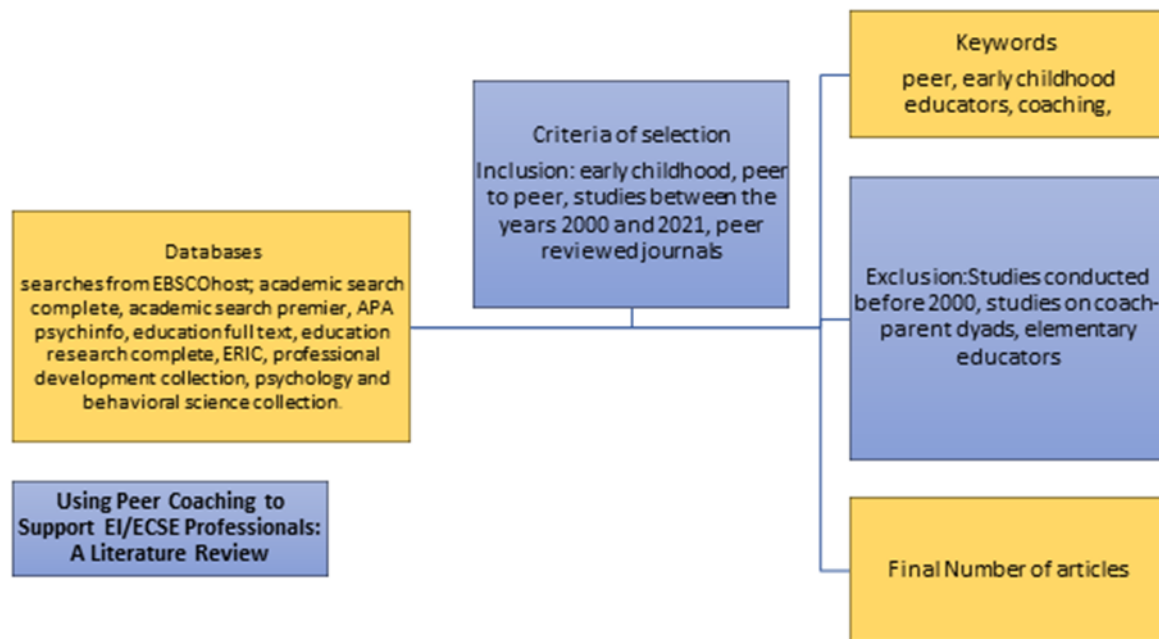 Databases
searches from EBSCOhost; academic search
complete, academic search premier, APA
psychinfo, education full text, education
research complete, ERIC, professional
development collection, psychology and
behavioral science collection.
Using Peer Coaching to
Support EI/ECSE Professionals:
A Literature Review
Criteria of selection
Inclusion: early childhood, peer
to peer, studies between the
years 2000 and 2021, peer
reviewed journals
Keywords
peer, early childhood
educators, coaching,
Exclusion:Studies conducted
before 2000, studies on coach-
parent dyads, elementary
educators
Final Number of articles